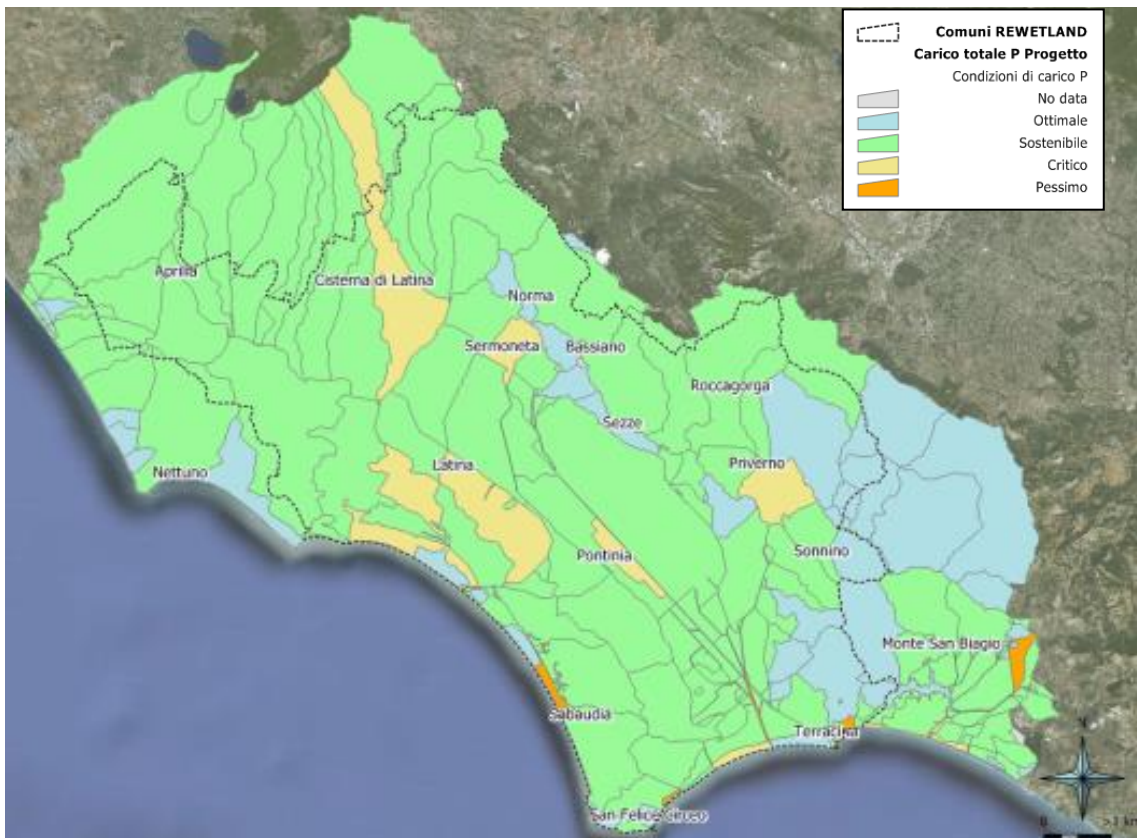 Comuni REWETLAND
Carico totale P Progetto
Condizioni di carico P
No data
Ottimale
Sostenibile
Critico
Pessimo
Aprilia
Cisterna di Latina
Norma
Sermoneta
Bassiano
Roccagorga
Sezze
Latina
Priverno
Nettuno
Pontinia
Sonnino
Monte San Biagio
Sabaudia
Terracina
San Felice Circeo
N
0